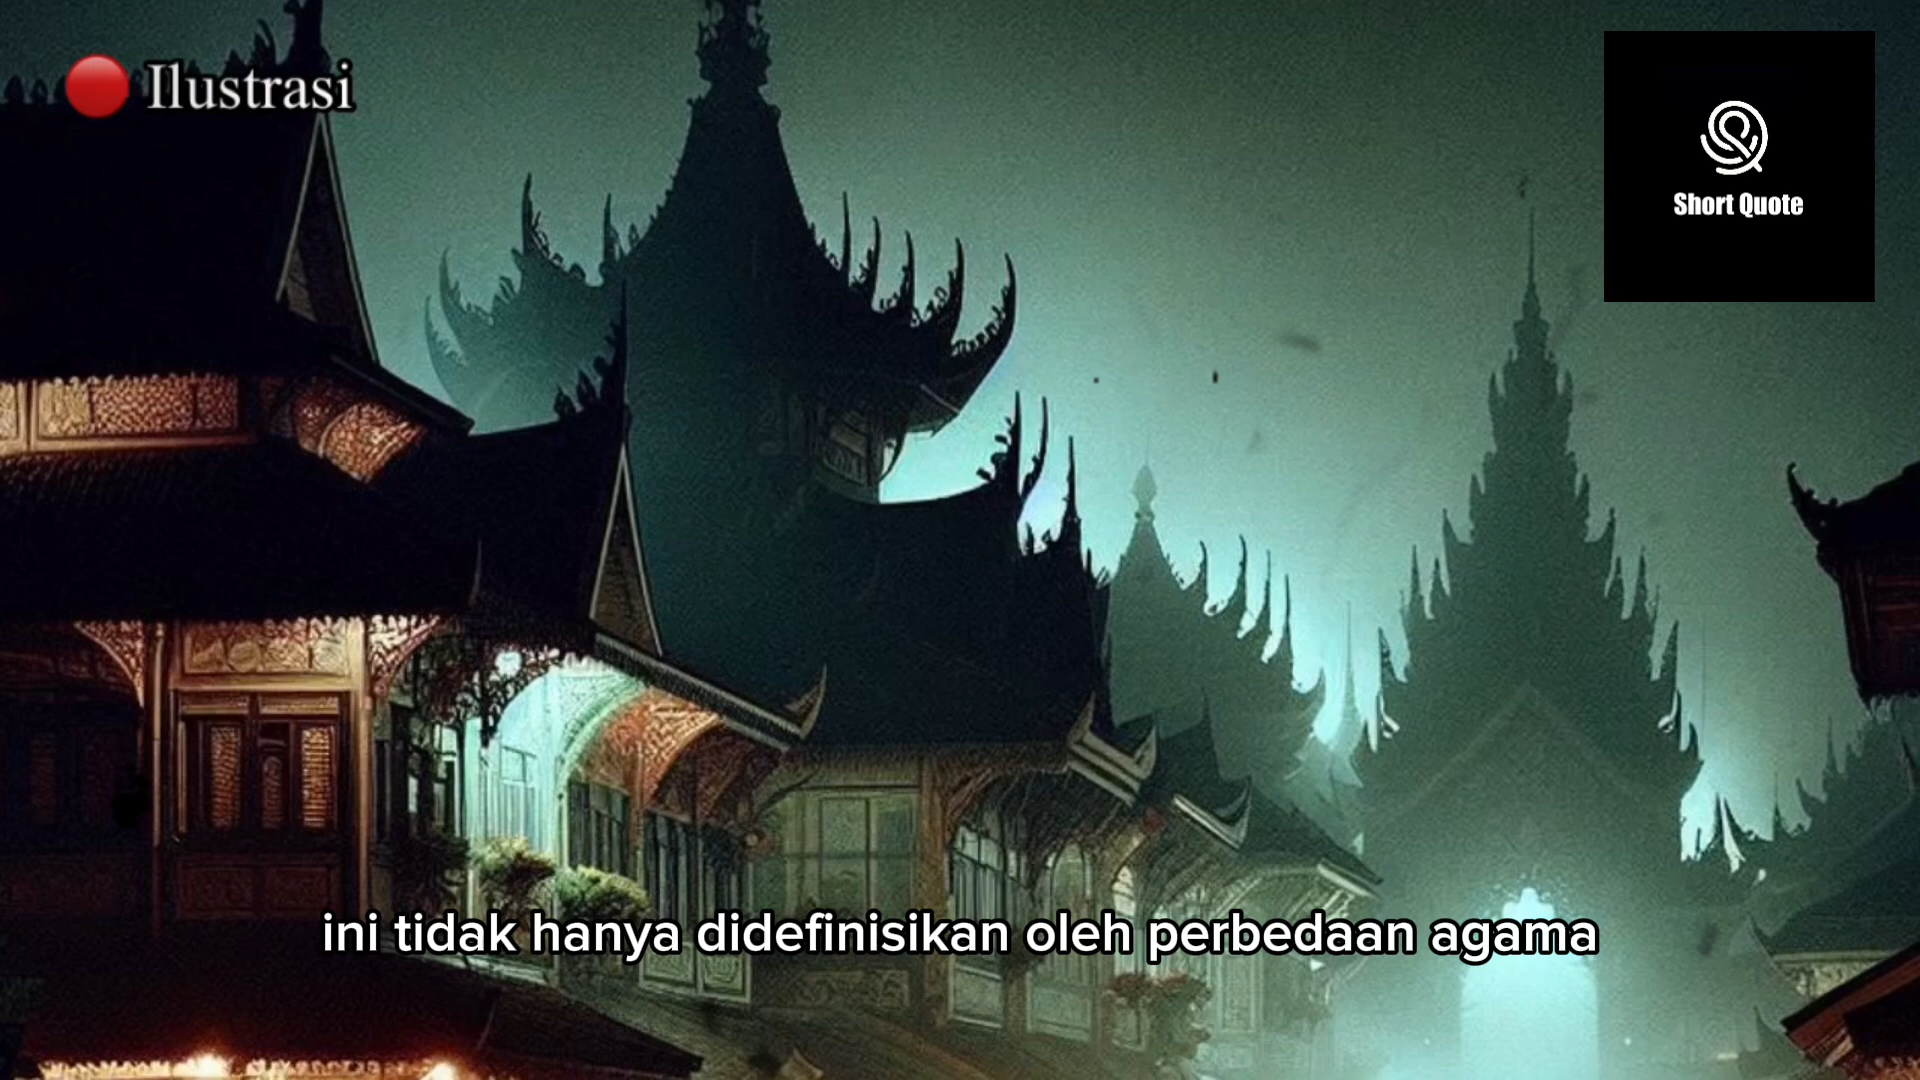 Ilustrasi
Short Quote
ini tidak hanya didefinisikan oleh perbedaan agama